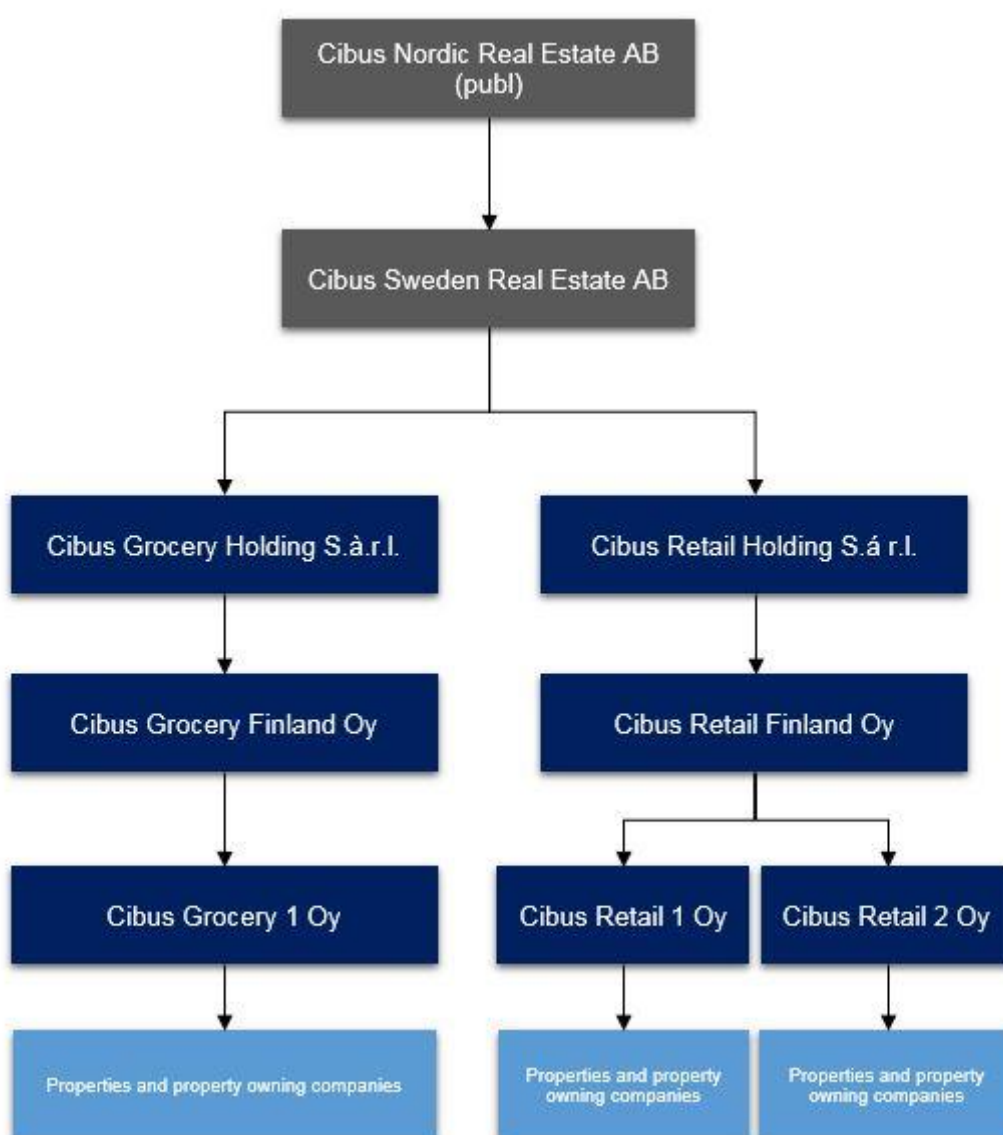 Cibus Nordic Real Estate AB
(publ)
Cibus Sweden Real Estate AB
Cibus Grocery Holding S.à.r.l.
Cibus Retail Holding S.á r.l.
Cibus Grocery Finland Oy
Cibus Retail Finland Oy
Cibus Grocery 1 Oy
Cibus Retail 1 Oy
Cibus Retail 2 Oy
Properties and property owning companies
Properties and property
owning companies
Properties and property
owning companies